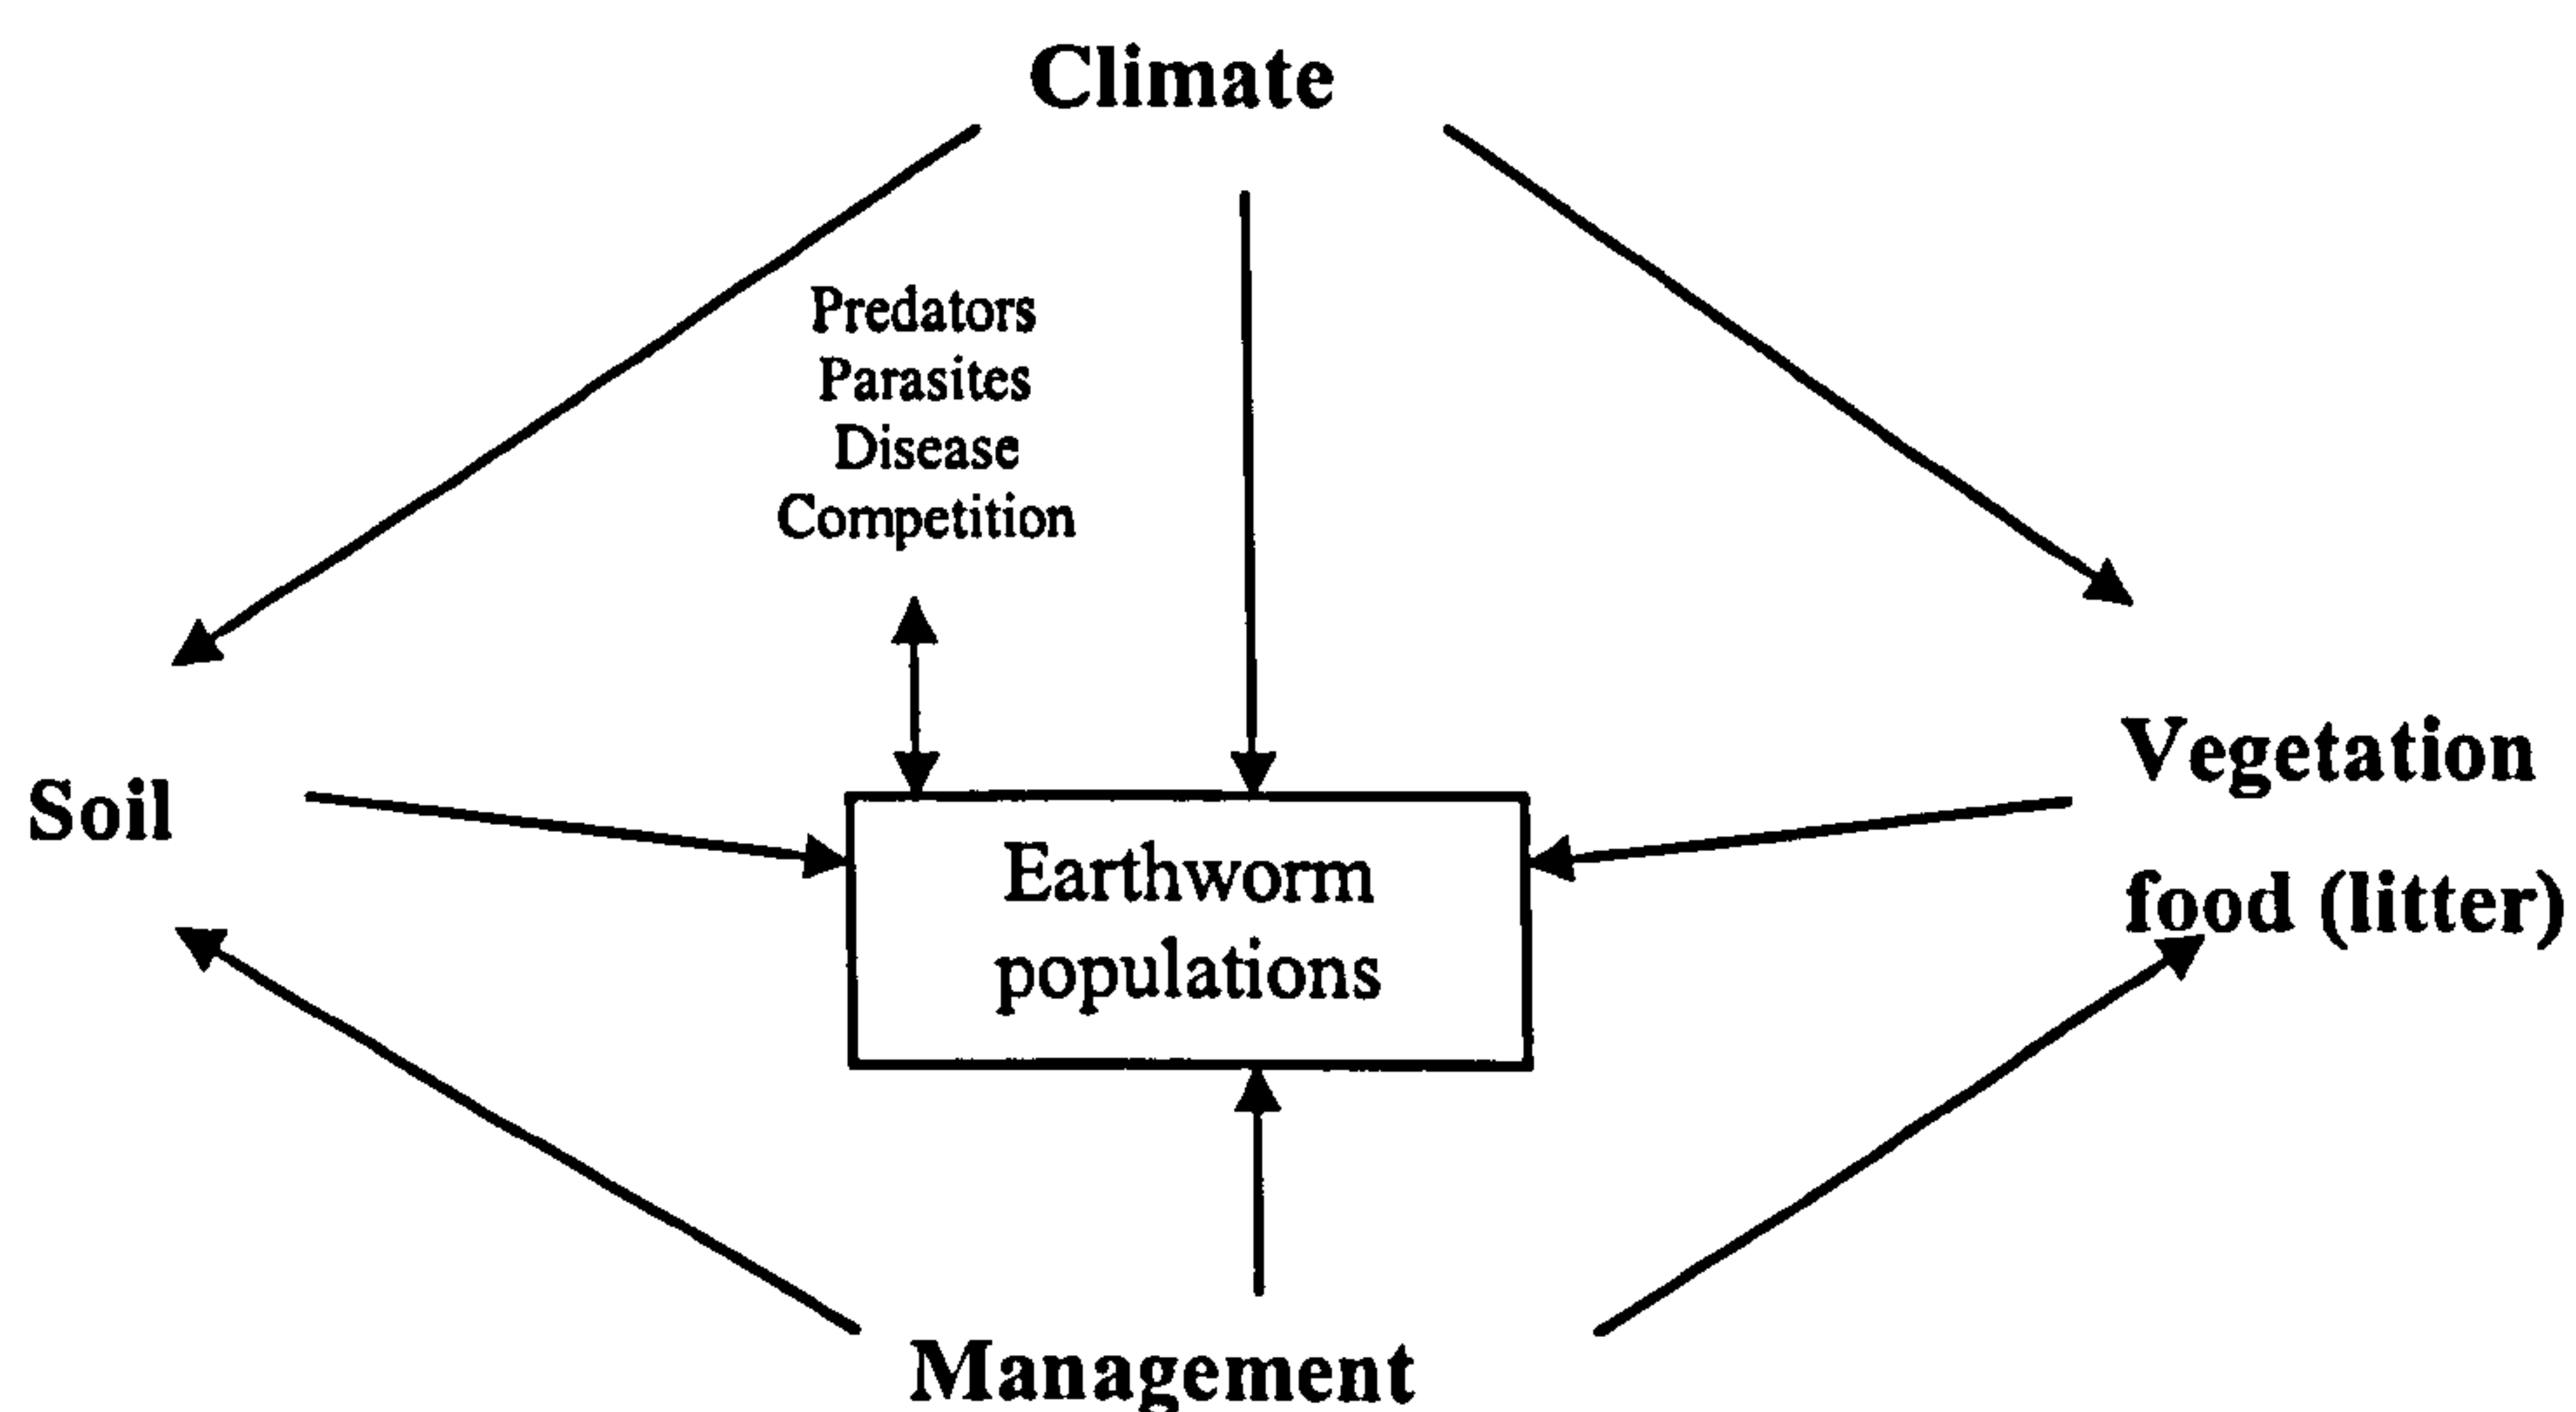 Climate
Predators
Parasites
Disease
Competition
Soil
Vegetation
food (litter)
Earthworm
populations
Management